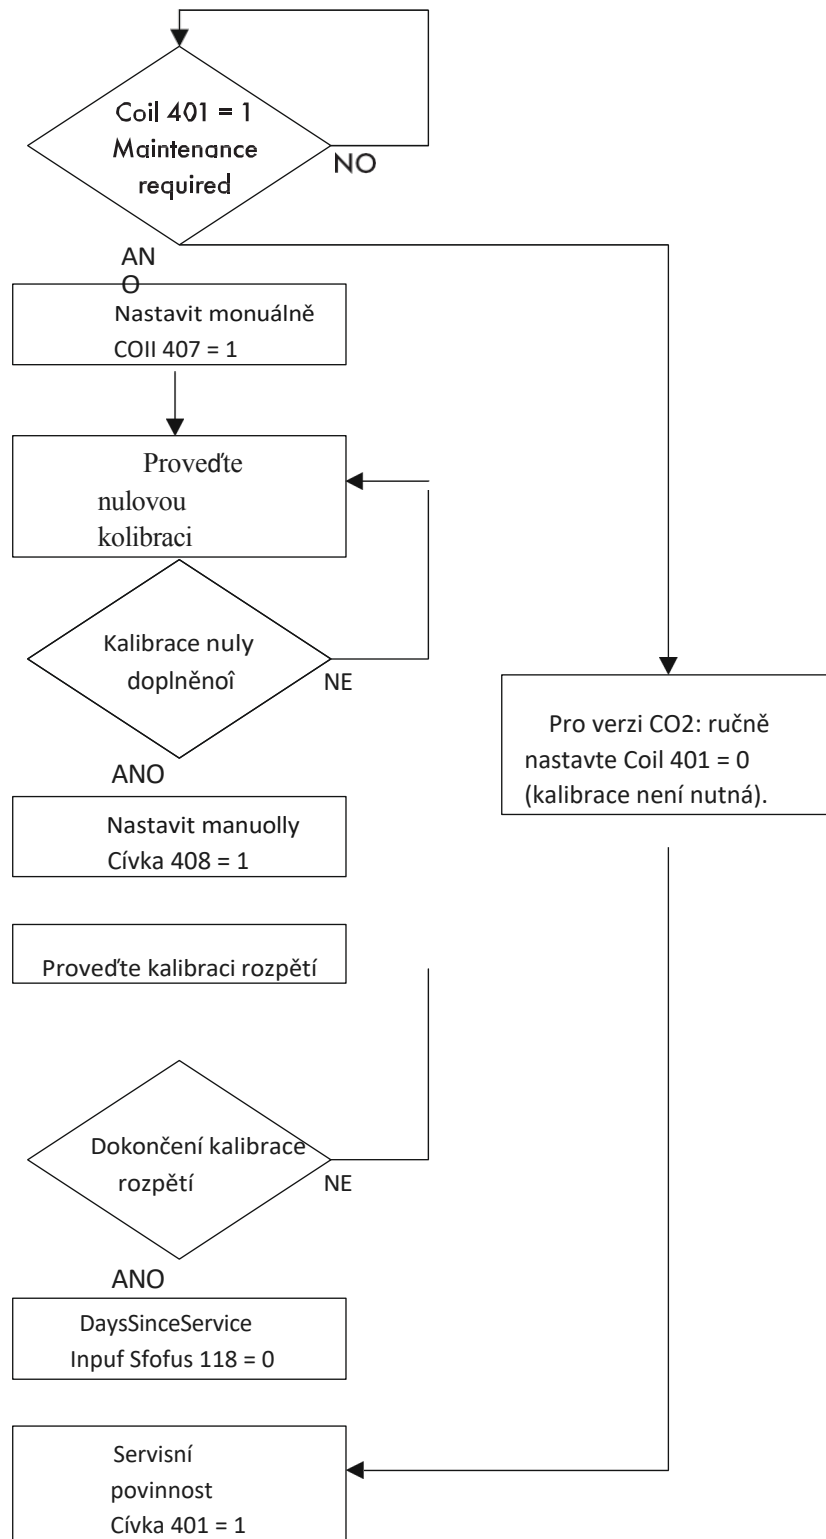 Coil 401 = 1
Maintenance
required
NO
AN
O
Nastavit monuálně
COII 407 = 1
Proveďte
nulovou
kolibraci
Kalibrace nuly
doplněnoî
NE
ANO
Pro verzi CO2: ručně
nastavte Coil 401 = 0
(kalibrace není nutná).
Nastavit manuolly
Cívka 408 = 1
Proveďte kalibraci rozpětí
Dokončení kalibrace
rozpětí
NE
ANO
DaysSinceService
Inpuf Sfofus 118 = 0
Servisní
povinnost
Cívka 401 = 1